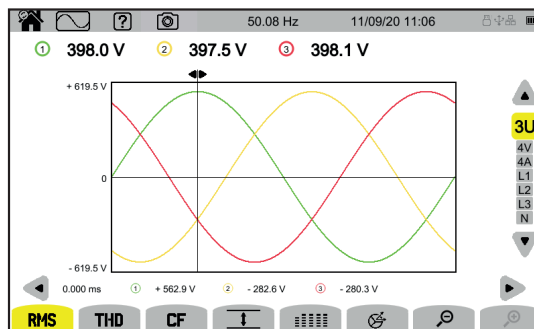 ? 50.08 Hz 11/09/20 11:06
1 398.0 V 2 397.5 V 3 398.1 V
+ 619.5 V
0
- 619.5 V
3U
4V
4A
L1
L2
L3
N
0.000 ms 1 + 562.9 V 2 - 282.6 V 3 - 280.3 V
RMS THD CF